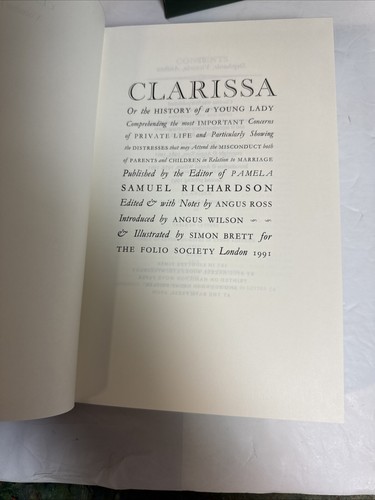 CLARISSA
Or the HISTORY of a YOUNG LADY
Comprehending the most IMPORTANT Concerns
of PRIVATE LIFE and Particularly Shewing
the DISTRESSES that may Attend the MISCONDUCT both
of PARENTS and CHILDREN in Relation to MARRIAGE
Published by the Editor of PAMELA
SAMUEL RICHARDSON
Edited & with Notes by ANGUS ROSS
Introduced by ANGUS WILSON
& Illustrated by SIMON BRETT for
THE FOLIO SOCIETY London 1991